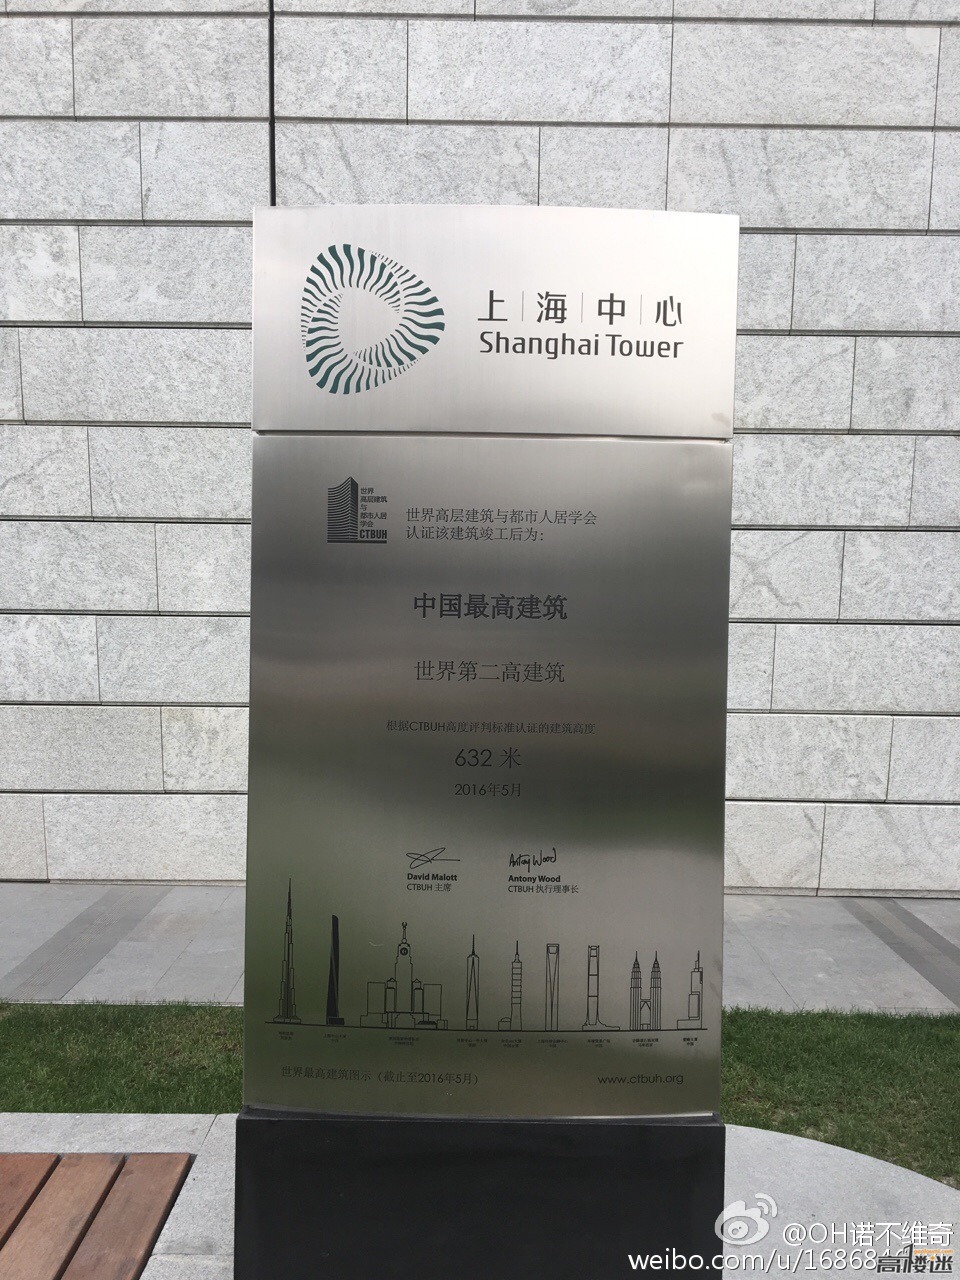 上海中心
Shanghai Tower
世界
高层建筑
与
都市人居
学会
CTBUH
世界高层建筑与都市人居学会
认证该建筑竣工后为:
中国最高建筑
世界第二高建筑
根据CTBUH高度评判标准认证的建筑高度
632 米
2016年5月
Antony Wood
David Malott
CTBUH 主席
Antony Wood
CTBUH 执行理事长
世界最高建筑图示（截止至2016年5月）
www.ctbuh.org
@OH诺不维奇
weibo.com/u/16868
高楼迷